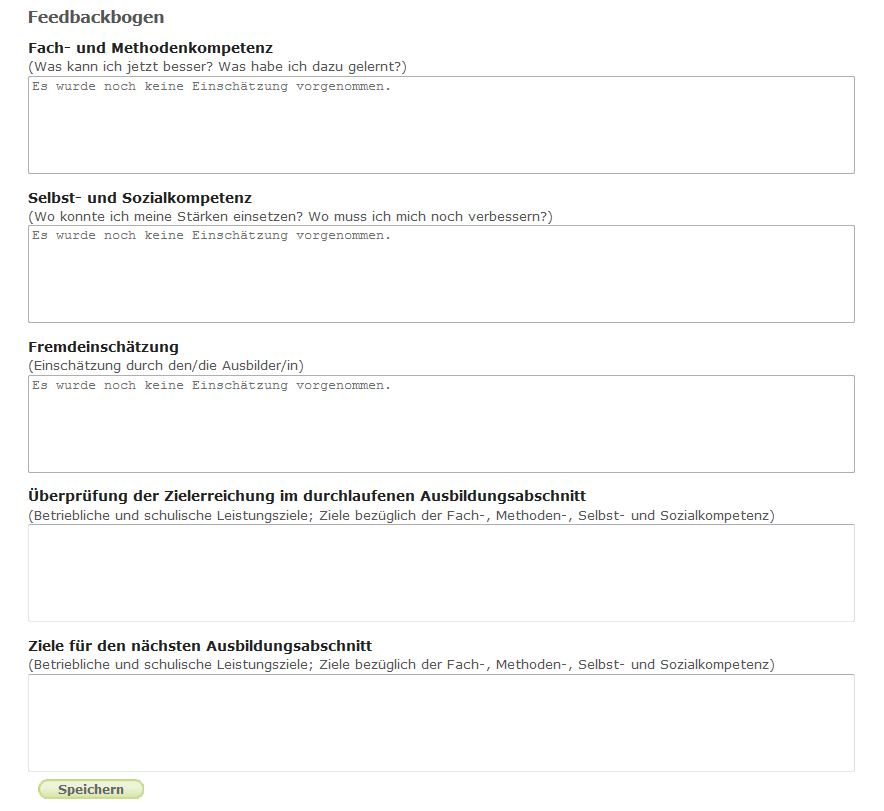 Feedbackbogen
Fach- und Methodenkompetenz
(Was kann ich jetzt besser? Was habe ich dazu gelernt?)
Es wurde noch keine Einschätzung vorgenommen.
Selbst- und Sozialkompetenz
(Wo konnte ich meine Stärken einsetzen? Wo muss ich mich noch verbessern?)
Es wurde noch keine Einschätzung vorgenommen.
Fremdeinschätzung
(Einschätzung durch den/die Ausbilder/in)
Es wurde noch keine Einschätzung vorgenommen.
Überprüfung der Zielerreichung im durchlaufenen Ausbildungsabschnitt
(Betriebliche und schulische Leistungsziele; Ziele bezüglich der Fach-, Methoden-, Selbst- und Sozialkompetenz)
Ziele für den nächsten Ausbildungsabschnitt
(Betriebliche und schulische Leistungsziele; Ziele bezüglich der Fach-, Methoden-, Selbst- und Sozialkompetenz)
Speichern